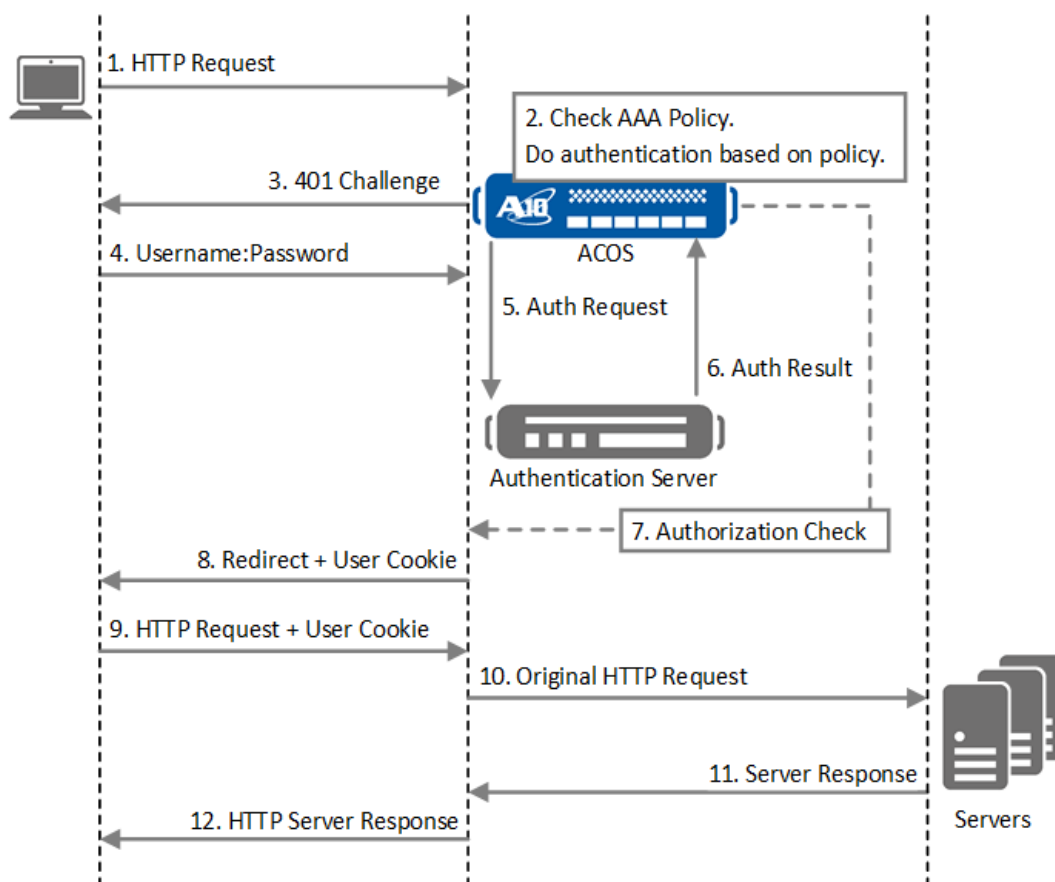 1. HTTP Request
2. Check AAA Policy.
Do authentication based on policy.
3. 401 Challenge
A10
ACOS
4. Username:Password
5. Auth Request
6. Auth Result
Authentication Server
7. Authorization Check
8. Redirect + User Cookie
9. HTTP Request + User Cookie
10. Original HTTP Request
11. Server Response
12. HTTP Server Response
Servers